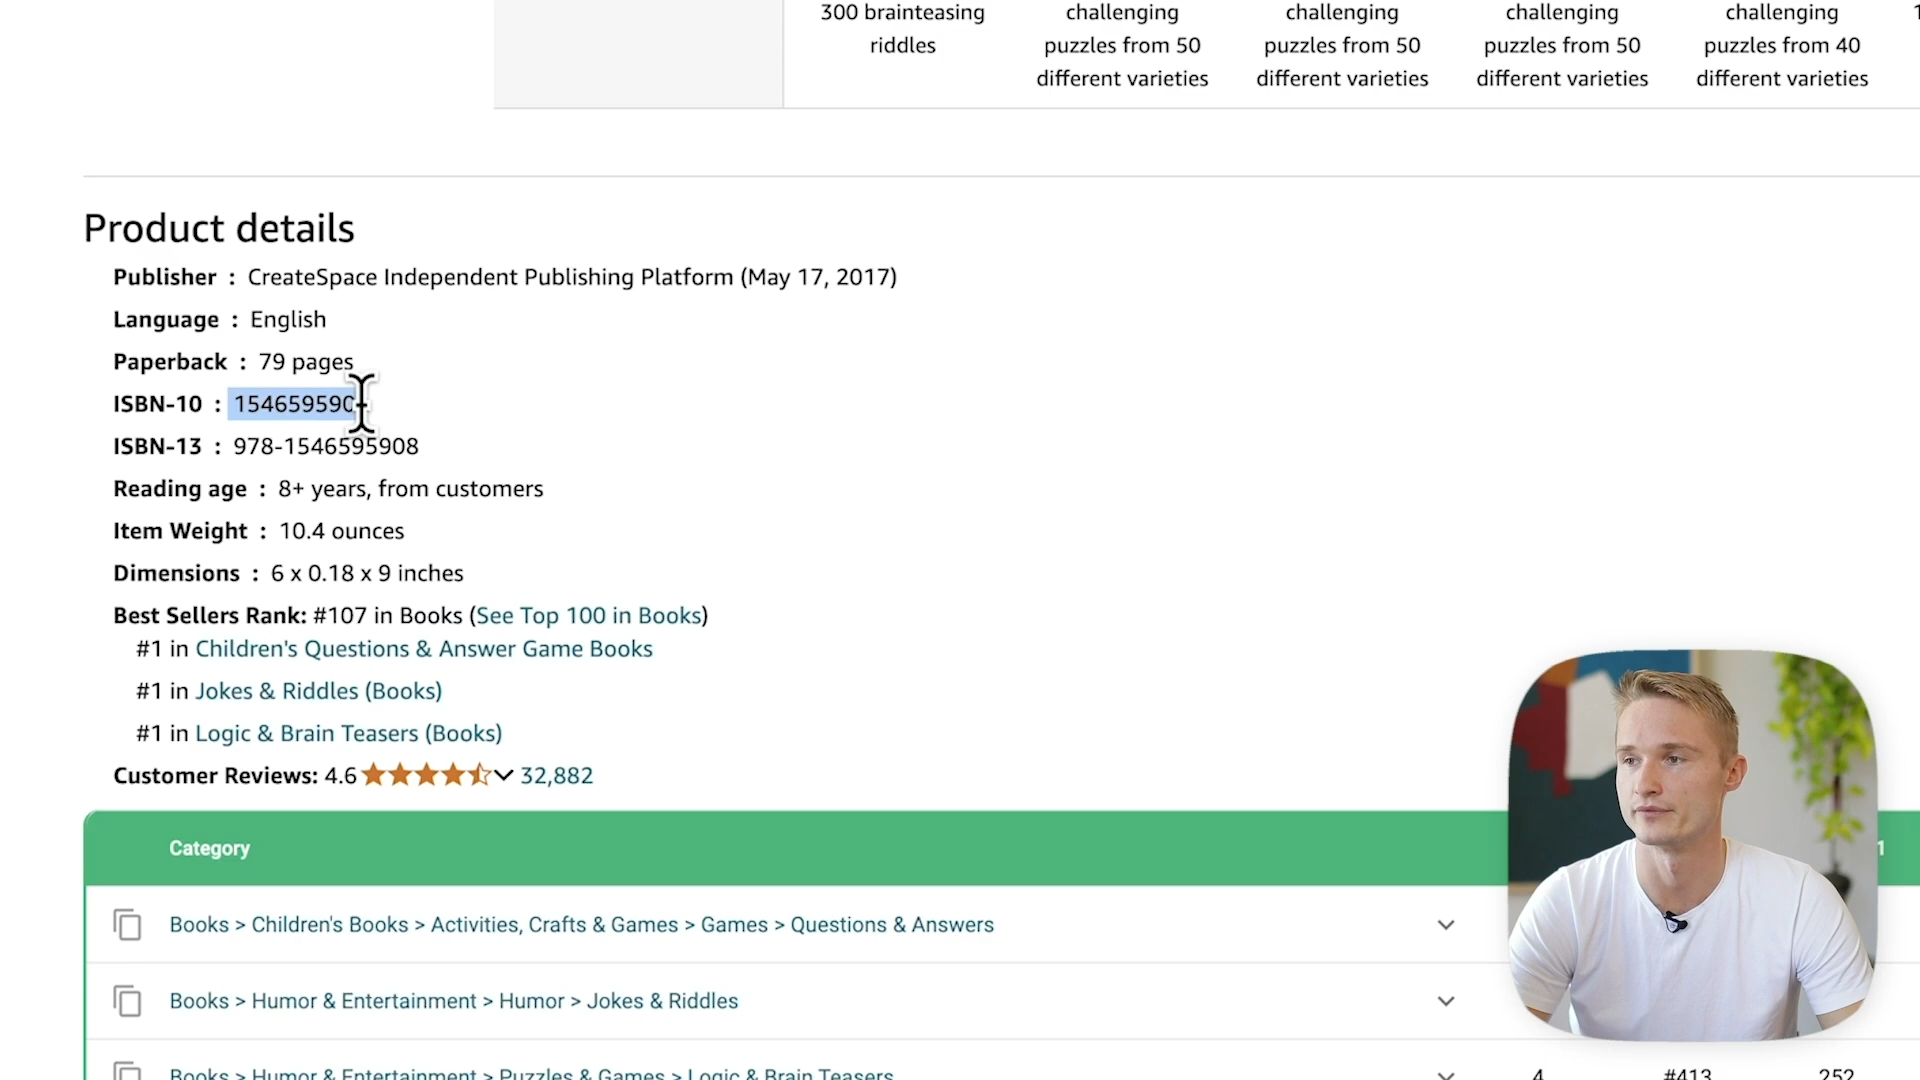 300 brainteasing challenging challenging challenging challenging
riddles puzzles from 50 puzzles from 50 puzzles from 50 puzzles from 40
different varieties different varieties different varieties different varieties
Product details
Publisher : CreateSpace Independent Publishing Platform (May 17, 2017)
Language : English
Paperback : 79 pages
ISBN-10 : 154659590
ISBN-13 : 978-1546595908
Reading age : 8+ years, from customers
Item Weight : 10.4 ounces
Dimensions : 6 x 0.18 x 9 inches
Best Sellers Rank: #107 in Books (See Top 100 in Books)
#1 in Children's Questions & Answer Game Books
#1 in Jokes & Riddles (Books)
#1 in Logic & Brain Teasers (Books)
Customer Reviews: 4.6 32,882
Category 1
Books > Children's Books > Activities, Crafts & Games > Games > Questions & Answers
Books > Humor & Entertainment > Humor > Jokes & Riddles
Books > Humor & Entertainment > Puzzles & Games > Logic & Brain Teasers 4 #413 252